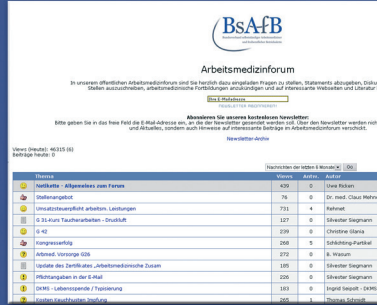 BsAfB
Arbeitsmedizinforum
In unserem öffentlichen Arbeitsmedizinforum sind Sie herzlich dazu eingeladen Fragen zu stellen, Statements abzugeben, Disku
Stellen auszuschreiben, arbeitsmedizinische Fortbildungen anzukündigen und auf interessante Webseiten und Literatur
Ihre E-Mailadresse
NEWSLETTER ABONNIEREN!
Abonnieren Sie unseren kostenlosen Newsletter:
Bitte geben Sie in das freie Feld die E-Mail-Adresse ein, an die der Newsletter gesendet werden soll. Über den Newsletter werden nich
und Aktuelles, sondern auch Hinweise auf interessante Beiträge im Arbeitsmedizinforum verschickt.
Newsletter-Archiv
Views (Heute): 46315 (6)
Beiträge heute: 0
Nachrichten der letzten 6 Monate GO
Thema Views Antw. Autor
Netikette - Allgemeines zum Forum 439 0 Uwe Ricken
Stellenangebot 76 0 Dr. med. Claus Mehne
Umsatzsteuerpflicht arbeitsm. Leistungen 731 4 Rehmet
G 31-Kurs Taucherarbeiten - Druckluft 127 0 Silvester Siegmann
G 42 239 0 Christine Glania
Kongresserfolg 268 5 Schlichting-Partikel
Arbmed. Vorsorge G26 272 0 B. Wazum
Update des Zertifikates „Arbeitsmedizinische Zusam 185 0 Silvester Siegmann
Pflichtangaben in der E-Mail 226 0 Silvester Siegmann
DKMS - Lebensspende / Typisierung 183 0 Ingrid Seipolt - DKMS
Kosten Keuchhusten Impfung 265 1 Thomas Schmidt